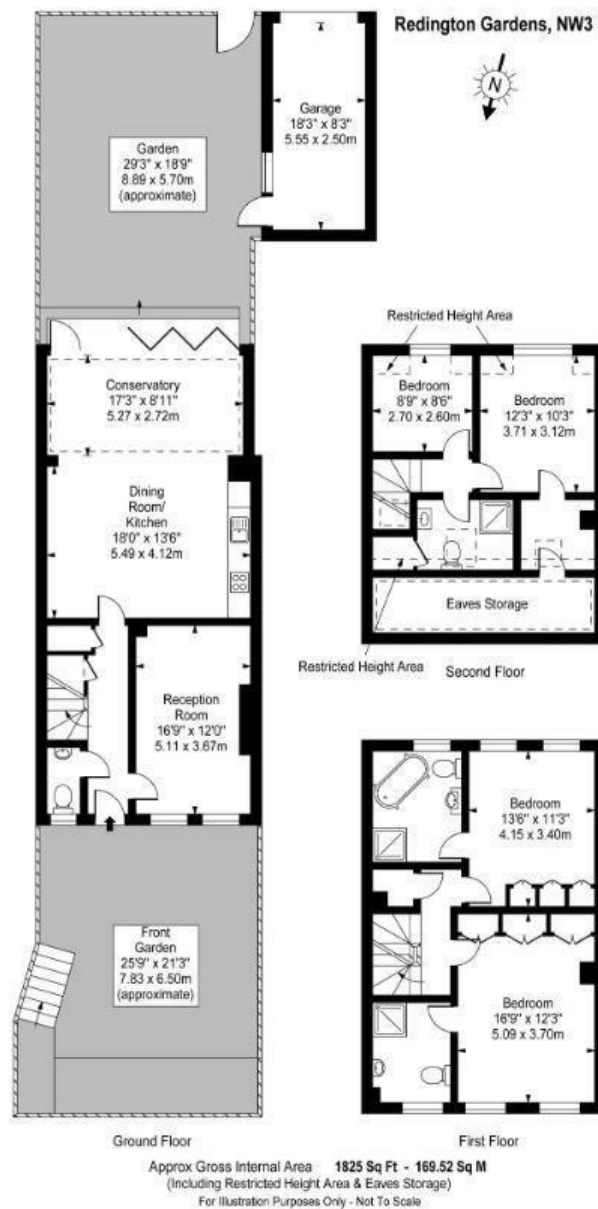 Redington Gardens, NW3
N
Garage
18'3" x 8'3"
5.55 x 2.50m
Garden
29'3" x 18'9"
8.89 x 5.70m
(approximate)
Conservatory
17'3" x 8'11"
5.27 x 2.72m
Dining
Room/
Kitchen
18'0" x 13'6"
5.49 x 4.12m
Reception
Room
16'9" x 12'0"
5.11 x 3.67m
Front
Garden
25'9" x 21'3"
7.83 x 6.50m
(approximate)
Ground Floor
Restricted Height Area
Bedroom
8'9" x 8'6"
2.70 x 2.60m
Bedroom
12'3" x 10'3"
3.71 x 3.12m
Eaves Storage
Restricted Height Area
Second Floor
Bedroom
13'6" x 11'3"
4.15 x 3.40m
Bedroom
16'9" x 12'3"
5.09 x 3.70m
First Floor
Approx Gross Internal Area 1825 Sq Ft - 169.52 Sq M
(Including Restricted Height Area & Eaves Storage)
For Illustration Purposes Only - Not To Scale